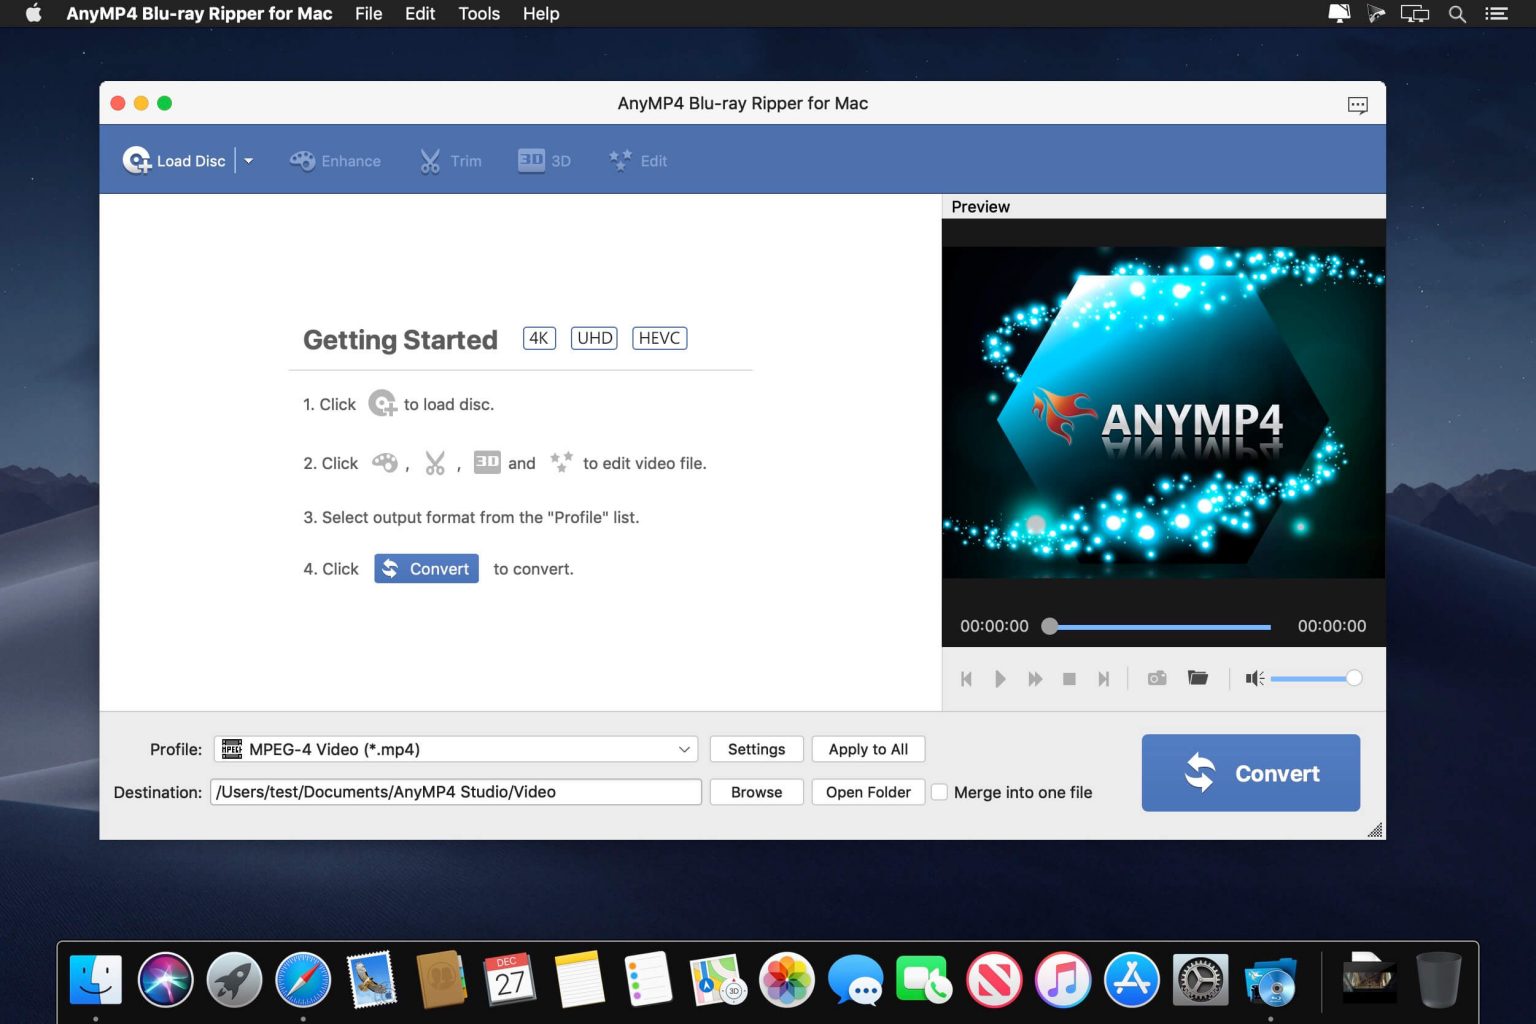 AnyMP4 Blu-ray Ripper for Mac File Edit Tools Help
AnyMP4 Blu-ray Ripper for Mac
Load Disc Enhance Trim 3D 3D Edit
Preview
ANYMP4
Getting Started 4K UHD HEVC
1. Click to load disc.
2. Click , , 3D and to edit video file.
3. Select output format from the "Profile" list.
4. Click Convert to convert.
00:00:00 00:00:00
Profile: MPEG MPEG-4 Video (*.mp4) Settings Apply to All
Destination: /Users/test/Documents/AnyMP4 Studio/Video Browse Open Folder Merge into one file
Convert
DEC
27
3D